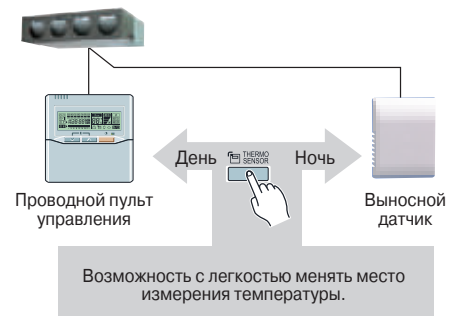 День
THERMO
SENSOR
Ночь
Проводной пульт
управления
Выносной
датчик
Возможность с легкостью менять место
измерения температуры.